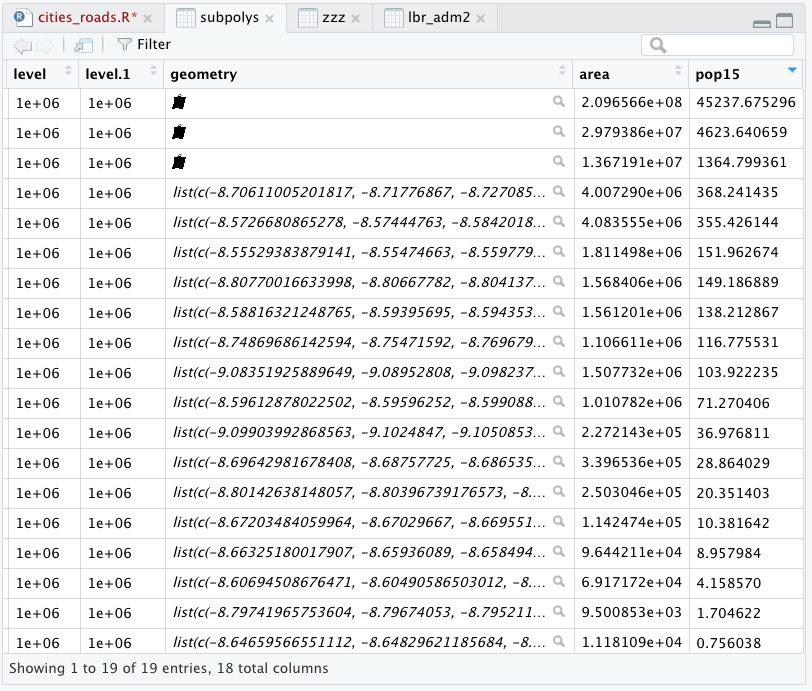 cities_roads.R* × subpolys × zzz × lbr_adm2 ×
Filter
level level.1 geometry area pop15
1e+06 1e+06 2.096566e+08 45237.675296
1e+06 1e+06 2.979386e+07 4623.640659
1e+06 1e+06 1.367191e+07 1364.799361
1e+06 1e+06 list(c(-8.70611005201817, -8.71776867, -8.727085... 4.007290e+06 368.241435
1e+06 1e+06 list(c(-8.5726680865278, -8.57444763, -8.5842018... 4.083555e+06 355.426144
1e+06 1e+06 list(c(-8.55529383879141, -8.55474663, -8.559779... 1.811498e+06 151.962674
1e+06 1e+06 list(c(-8.80770016633998, -8.80667782, -8.804137... 1.568406e+06 149.186889
1e+06 1e+06 list(c(-8.58816321248765, -8.59395695, -8.594353... 1.561201e+06 138.212867
1e+06 1e+06 list(c(-8.74869686142594, -8.75471592, -8.769679... 1.106611e+06 116.775531
1e+06 1e+06 list(c(-9.08351925889649, -9.08952808, -9.098237... 1.507732e+06 103.922235
1e+06 1e+06 list(c(-8.59612878022502, -8.59596252, -8.599088... 1.010782e+06 71.270406
1e+06 1e+06 list(c(-9.09903992868563, -9.1024847, -9.1050853... 2.272143e+05 36.976811
1e+06 1e+06 list(c(-8.69642981678408, -8.68757725, -8.686535... 3.396536e+05 28.864029
1e+06 1e+06 list(c(-8.80142638148057, -8.80396739176573, -8.... 2.503046e+05 20.351403
1e+06 1e+06 list(c(-8.67203484059964, -8.67029667, -8.669551... 1.142474e+05 10.381642
1e+06 1e+06 list(c(-8.66325180017907, -8.65936089, -8.658494... 9.644211e+04 8.957984
1e+06 1e+06 list(c(-8.60694508676471, -8.60490586503012, -8.... 6.917172e+04 4.158570
1e+06 1e+06 list(c(-8.79741965753604, -8.79674053, -8.795211... 9.500853e+03 1.704622
1e+06 1e+06 list(c(-8.64659566551112, -8.64829621185684, -8.... 1.118109e+04 0.756038
Showing 1 to 19 of 19 entries, 18 total columns